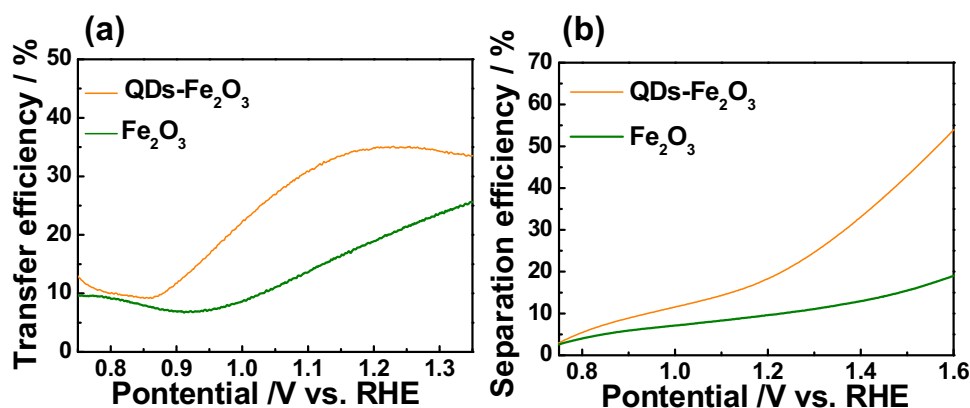 (a)
Transfer efficiency / %
50
40
30
20
10
0
QDs-Fe₂O₃
Fe₂O₃
0.8 0.9 1.0 1.1 1.2 1.3
Pontential /V vs. RHE
(b)
Separation efficiency / %
70
60
50
40
30
20
10
0
QDs-Fe₂O₃
Fe₂O₃
0.8 1.0 1.2 1.4 1.6
Pontential /V vs. RHE